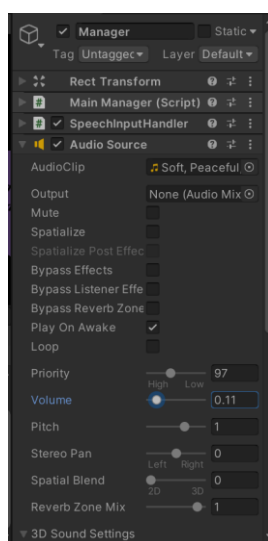 Manager Static
Tag Untaggec Layer Default
Rect Transform
# Main Manager (Script)
# SpeechInputHandler
Audio Source
AudioClip Soft, Peaceful
Output None (Audio Mix
Mute
Spatialize
Spatialize Post Effec
Bypass Effects
Bypass Listener Effe
Bypass Reverb Zone
Play On Awake
Loop
Priority 97
High Low
Volume 0.11
Pitch 1
Stereo Pan 0
Left Right
Spatial Blend 0
2D 3D
Reverb Zone Mix 1
3D Sound Settings